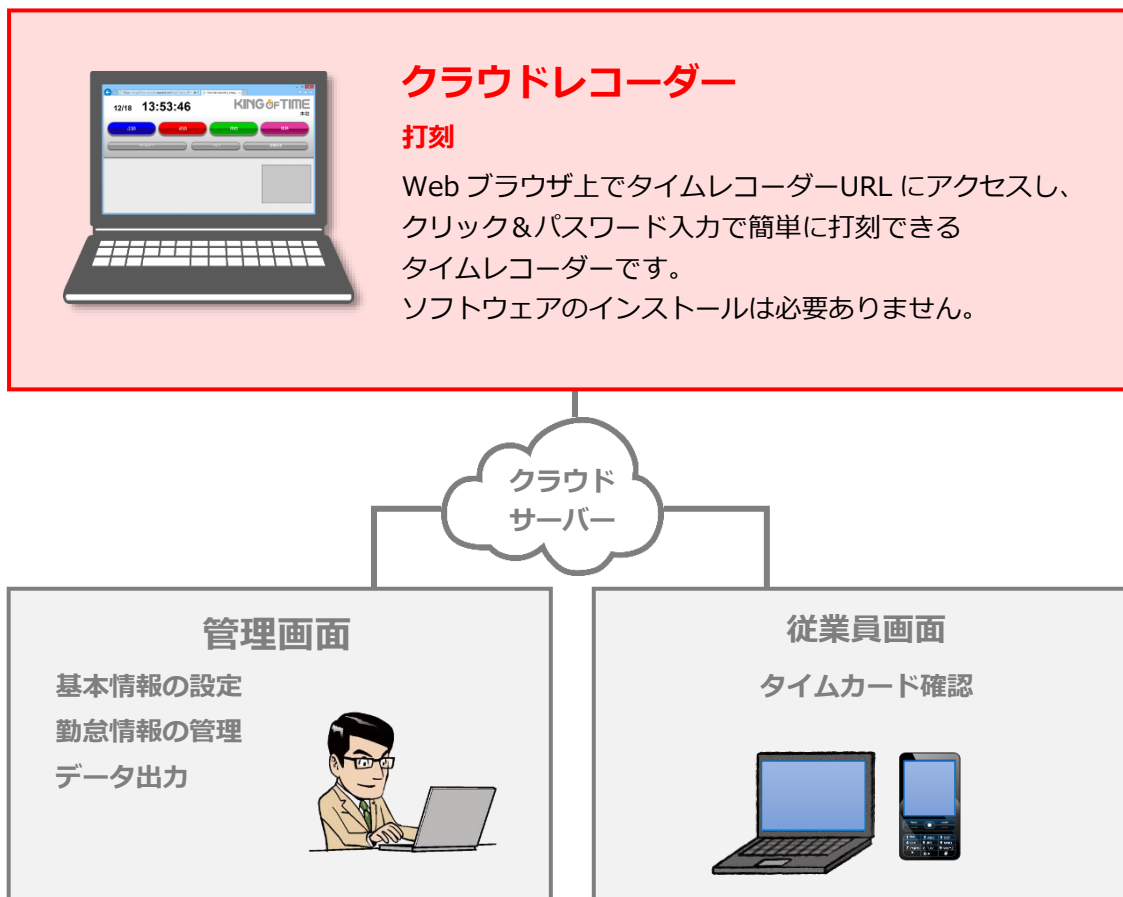 クラウドレコーダー
打刻
Web ブラウザ上でタイムレコーダーURL にアクセスし、
クリック&パスワード入力で簡単に打刻できる
タイムレコーダーです。
ソフトウェアのインストールは必要ありません。
12/18 13:53:46 KING OF TIME
本社
クラウド
サーバー
管理画面
基本情報の設定
勤怠情報の管理
データ出力
従業員画面
タイムカード確認